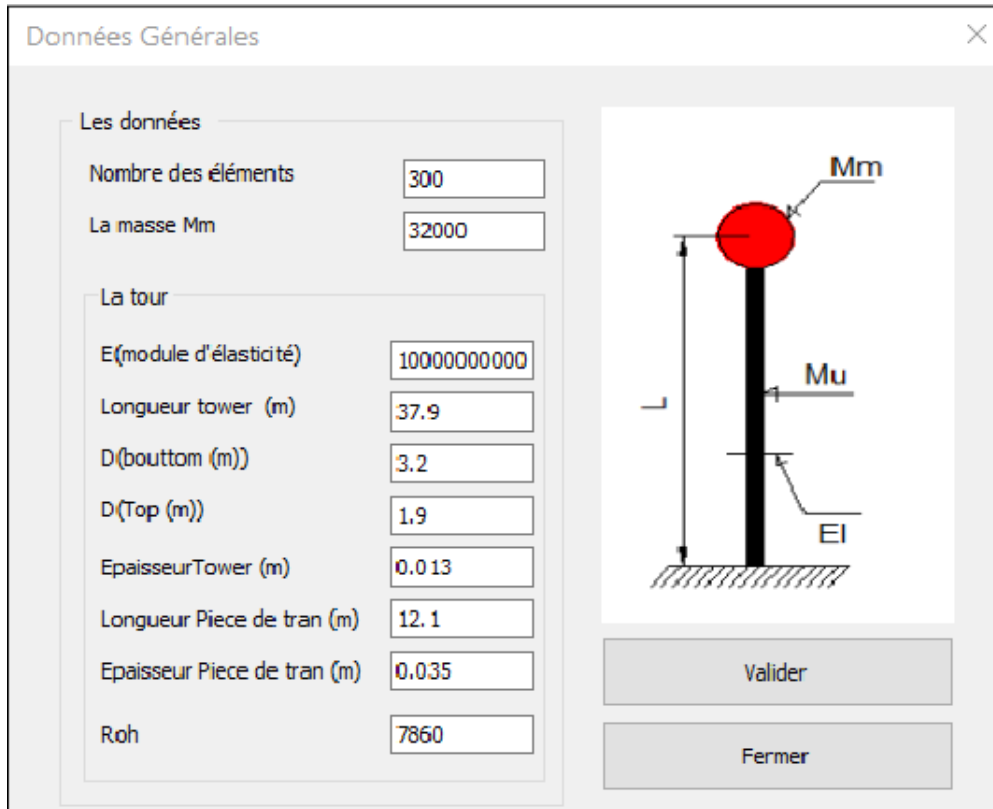 Données Générales
Les données
Nombre des éléments 300
La masse Mm 32000
La tour
E(module d'élasticité) 10000000000
Longueur tower (m) 37.9
D(bouttom (m)) 3.2
D(Top (m)) 1.9
EpaisseurTower (m) 0.013
Longueur Piece de tran (m) 12.1
Epaisseur Piece de tran (m) 0.035
Roh 7860
Mm
Mu
L
EI
Valider
Fermer